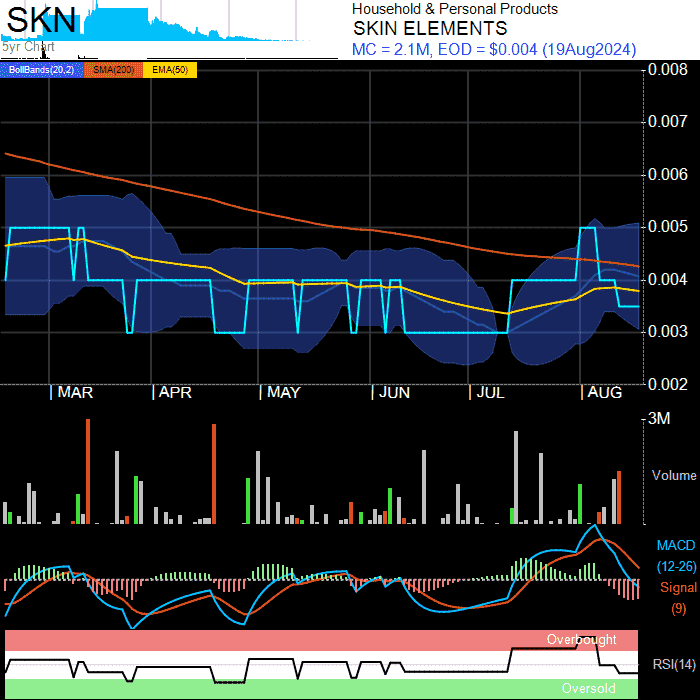 SKN
5yr Chart
Household & Personal Products
SKIN ELEMENTS
MC = 2.1M, EOD = $0.004 (19Aug2024)
BollBands(20,2) SMA(200) EMA(50)
0.008
0.007
0.006
0.005
0.004
0.003
0.002
MAR APR MAY JUN JUL AUG
3M
Volume
MACD
(12-26)
Signal
(9)
Overbought
RSI(14)
Oversold